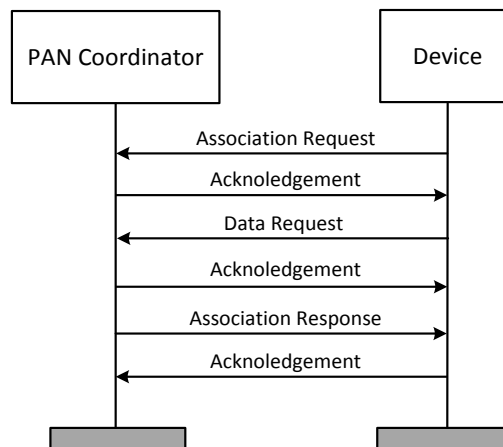 PAN Coordinator
Device
Association Request
Acknoledgement
Data Request
Acknoledgement
Association Response
Acknoledgement